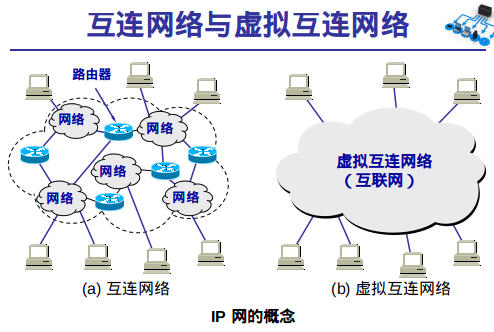 互连网络与虚拟互连网络
路由器
网络
网络
网络
网络
网络
虚拟互连网络
（互联网）
(a) 互连网络
(b) 虚拟互连网络
IP 网的概念